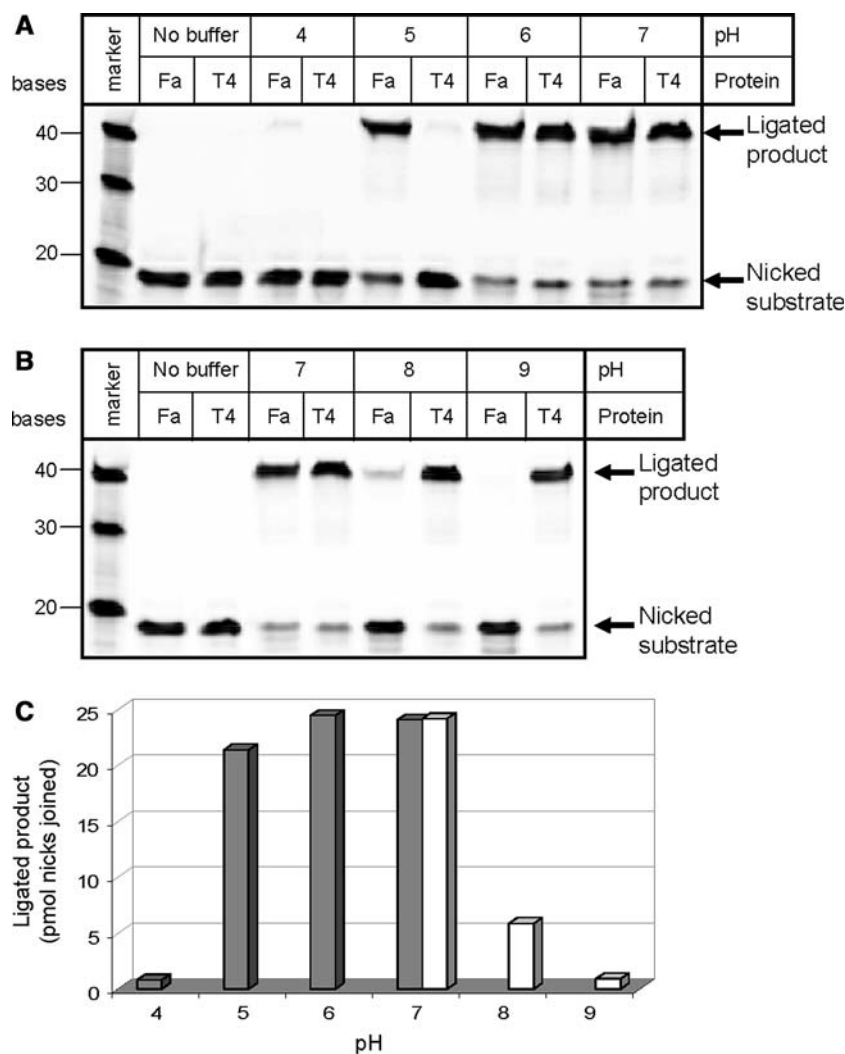 A
marker
No buffer 4 5 6 7 pH
bases
Fa T4 Fa T4 Fa T4 Fa T4 Fa T4 Protein
40
Ligated
product
30
20
Nicked
substrate
B
marker
No buffer 7 8 9 pH
bases
Fa T4 Fa T4 Fa T4 Fa T4 Protein
40
Ligated
product
30
20
Nicked
substrate
C
Ligated product
(pmol nicks joined)
25
20
15
10
5
0
4 5 6 7 8 9
pH